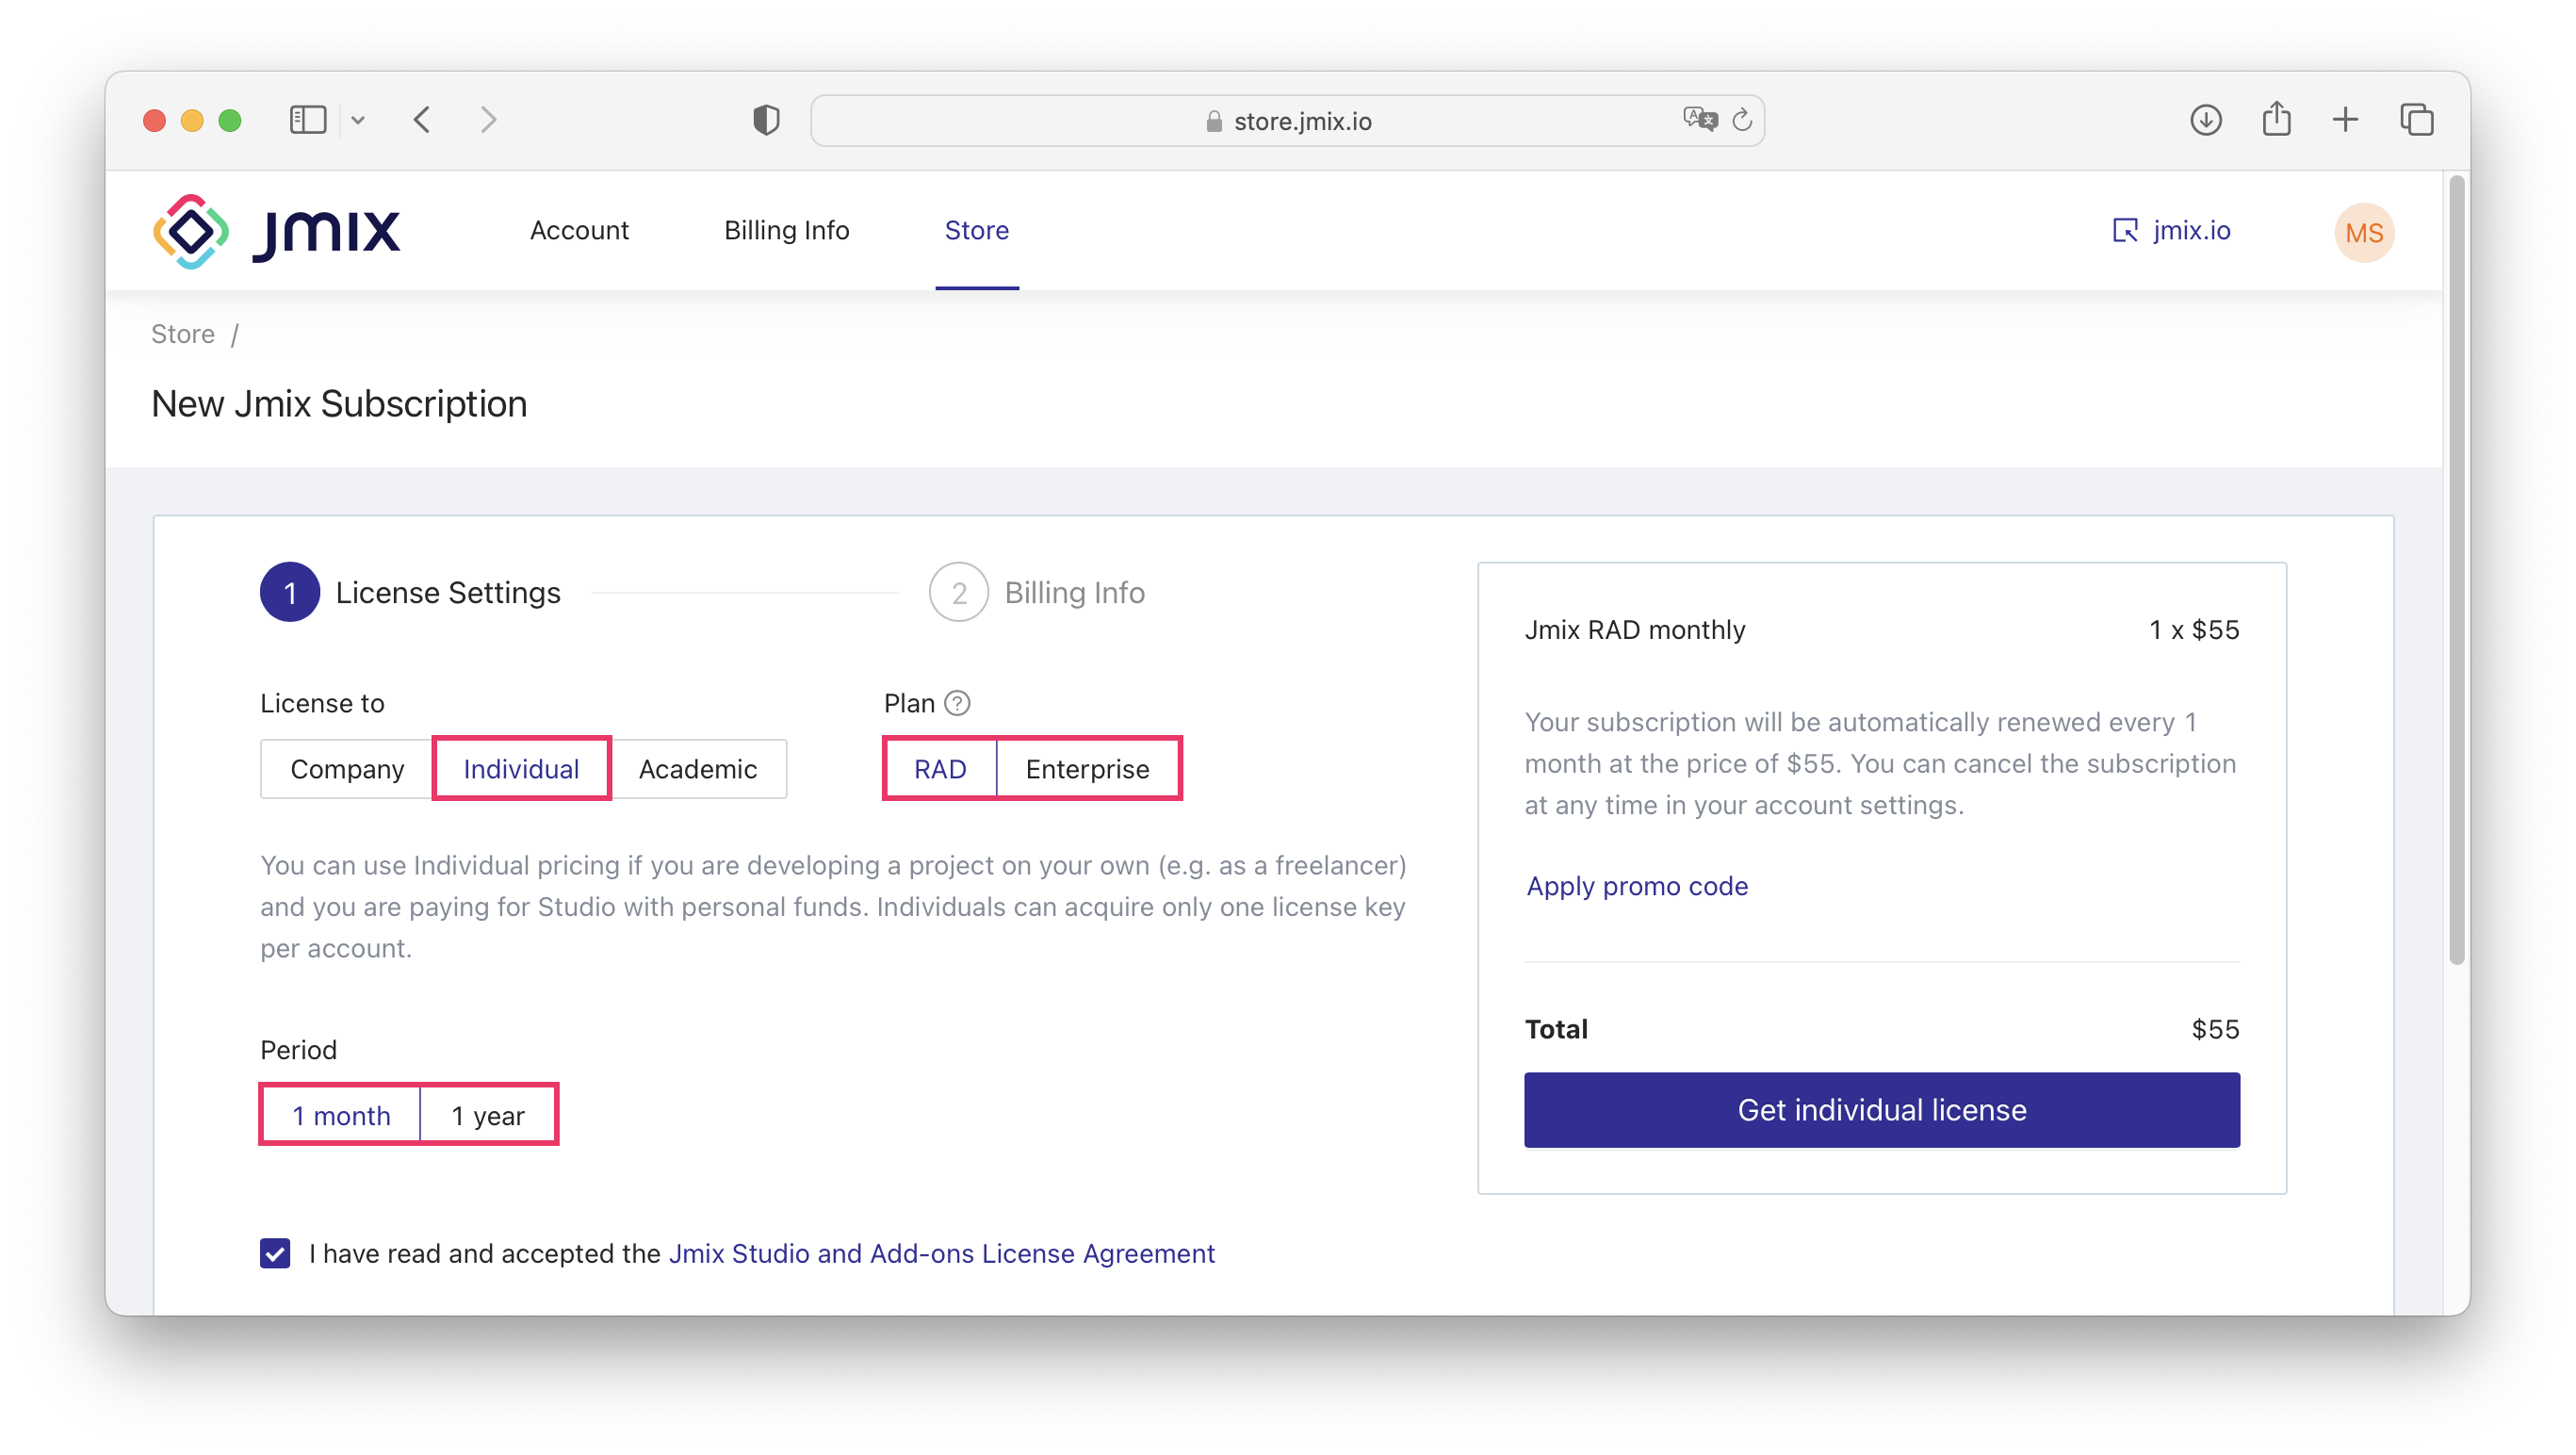 store.jmix.io
Jmix
Account
Billing Info
Store
jmix.io
MS
Store /
New Jmix Subscription
1 License Settings
2 Billing Info
License to
Company Individual Academic
Plan ?
RAD Enterprise
You can use Individual pricing if you are developing a project on your own (e.g. as a freelancer)
and you are paying for Studio with personal funds. Individuals can acquire only one license key
per account.
Period
1 month 1 year
I have read and accepted the Jmix Studio and Add-ons License Agreement
Jmix RAD monthly 1 x $55
Your subscription will be automatically renewed every 1
month at the price of $55. You can cancel the subscription
at any time in your account settings.
Apply promo code
Total $55
Get individual license